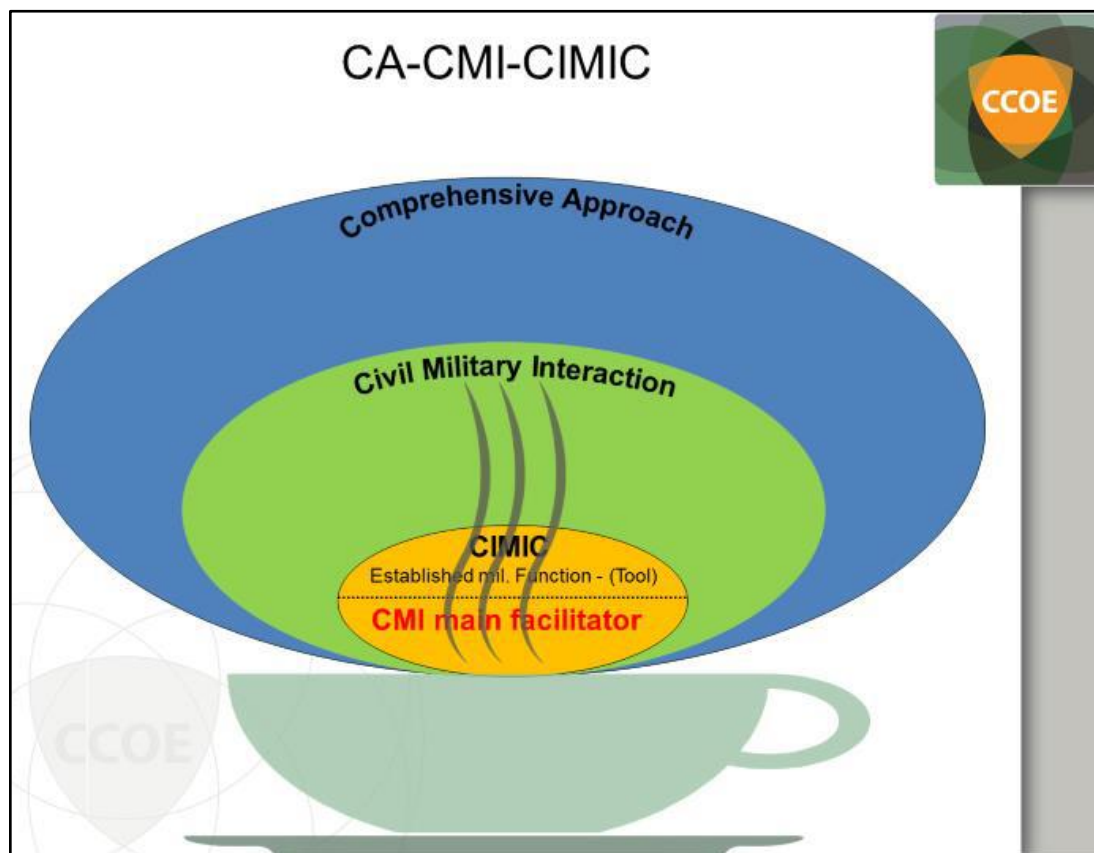 CA-CMI-CIMIC
CCOE
Comprehensive Approach
Civil Military Interaction
CIMIC
Established mil. Function - (Tool)
CMI main facilitator
CCOE